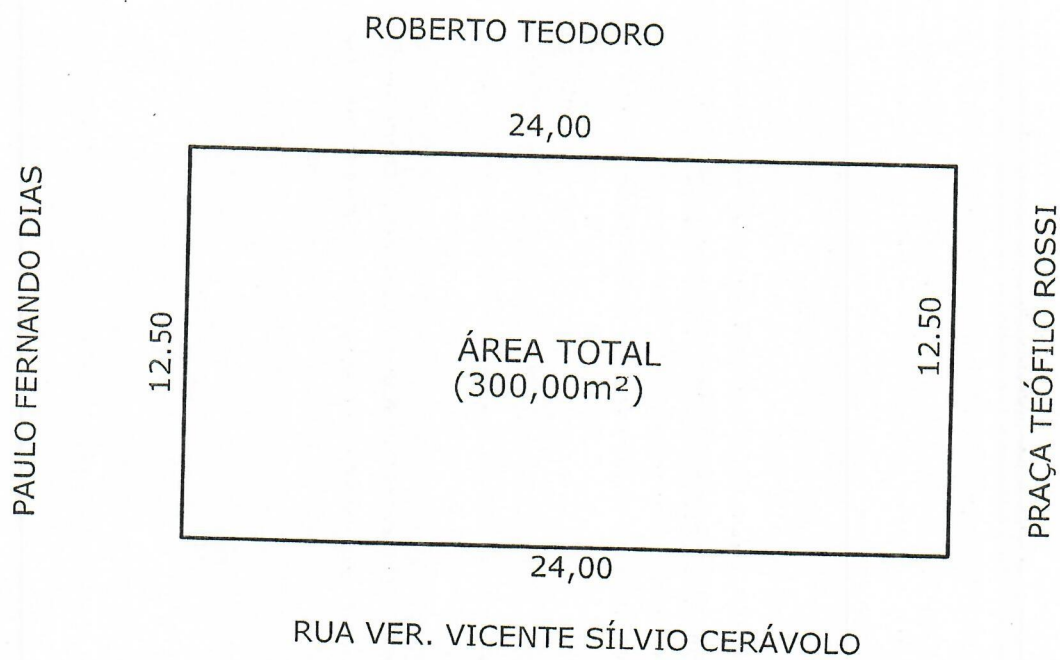 ROBERTO TEODORO
24,00
PAULO FERNANDO DIAS
12.50
ÁREA TOTAL
(300,00m²)
12.50
PRAÇA TEÓFILO ROSSI
24,00
RUA VER. VICENTE SÍLVIO CERÁVOLO